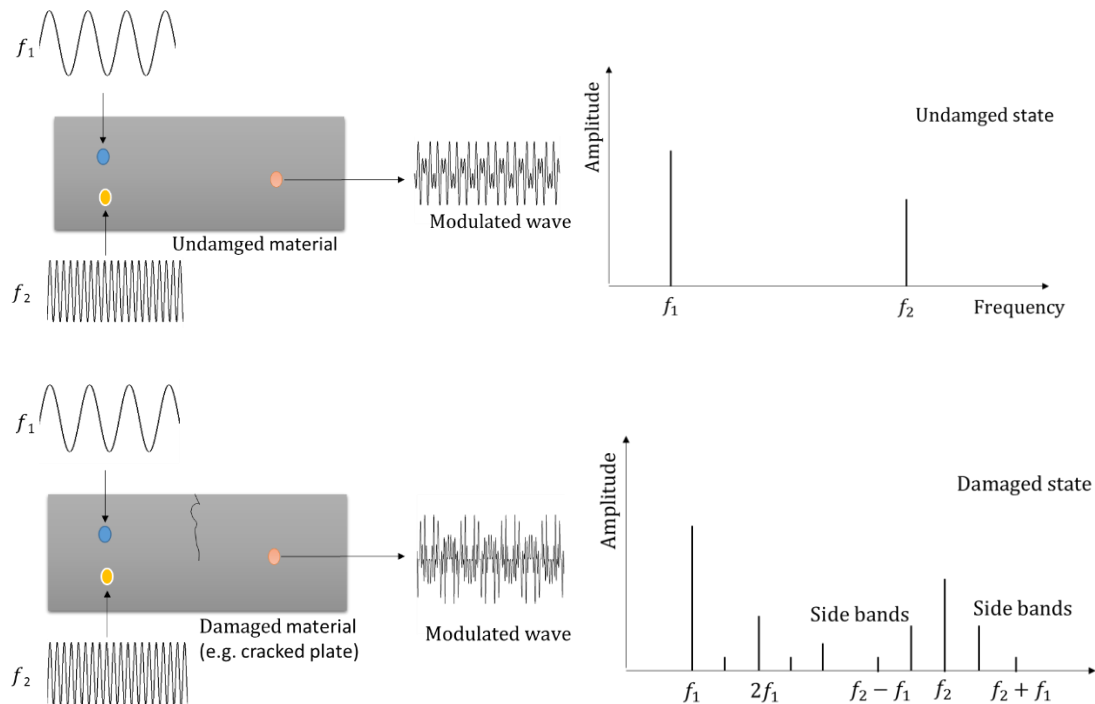 f₁
Undamged material
f₂
Modulated wave
Amplitude
Undamged state
f₁
f₂
Frequency
f₁
Damaged material
(e.g. cracked plate)
f₂
Modulated wave
Amplitude
Damaged state
Side bands
Side bands
f₁
2f₁
f₂ − f₁
f₂
f₂ + f₁